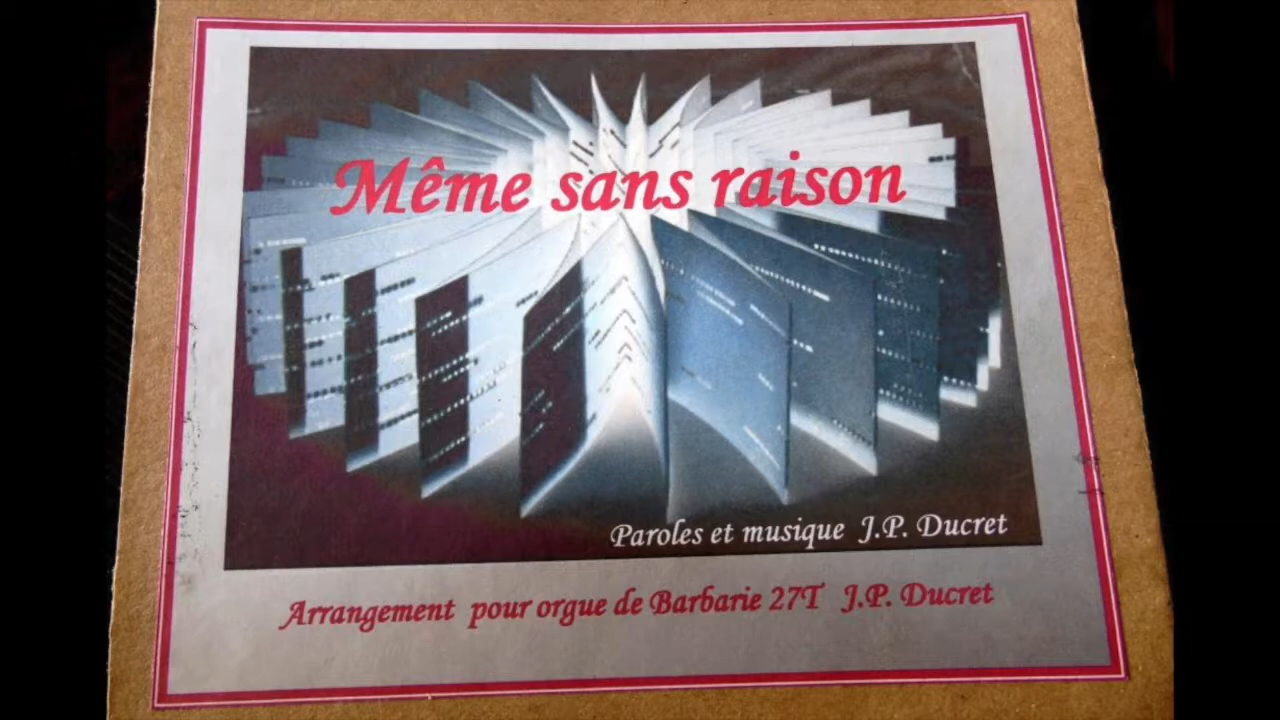 Même sans raison
Paroles et musique J.P. Ducret
Arrangement pour orgue de Barbarie 27T J.P. Ducret